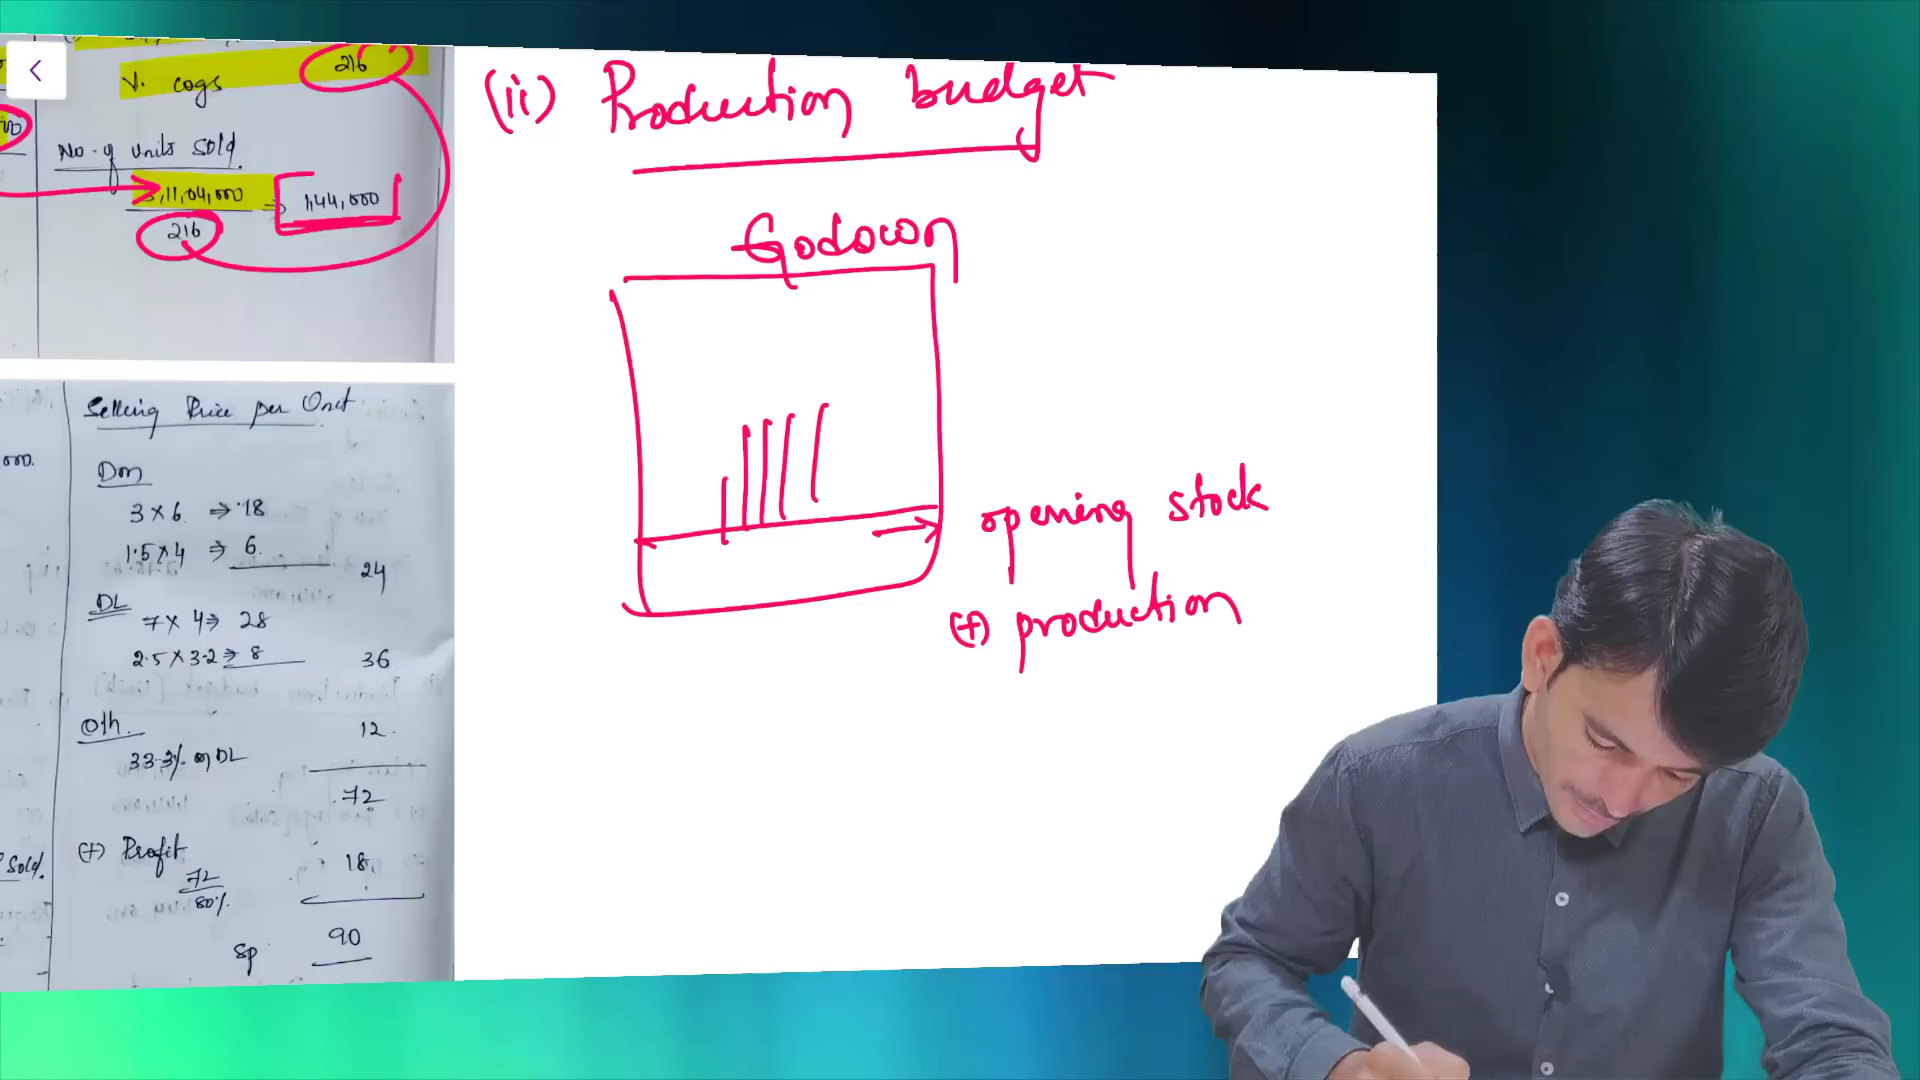 V. cogs 216
No. of units sold
3,11,04,000 ⇒ 1,44,000
216
Selling Price per Unit
Dm
3 × 6 ⇒ 18
1.5 × 4 ⇒ 6
24
DL
7 × 4 ⇒ 28
2.5 × 3.2 ⇒ 8 36
Oth. 12
33.3% of DL
72
(+) Profit 18
72
80%
SP 90
000.
Sold.
(ii) Production budget
Godown
opening stock
(+) production